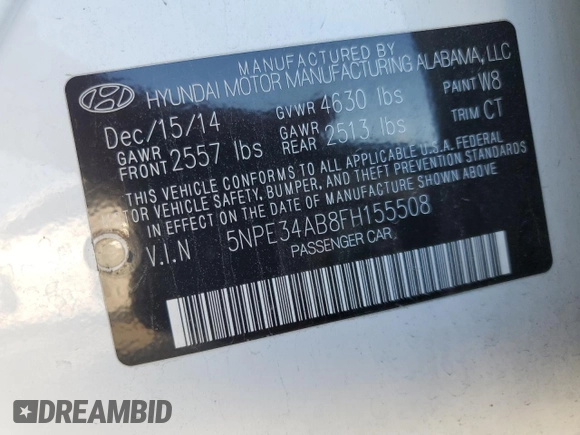 MANUFACTURED BY
HYUNDAI MOTOR MANUFACTURING ALABAMA, LLC
Dec/15/14 GVWR 4630 lbs PAINT W8
GAWR FRONT 2557 lbs GAWR REAR 2513 lbs TRIM CT
THIS VEHICLE CONFORMS TO ALL APPLICABLE U.S.A. FEDERAL
MOTOR VEHICLE SAFETY, BUMPER, AND THEFT PREVENTION STANDARDS
IN EFFECT ON THE DATE OF MANUFACTURE SHOWN ABOVE.
V.I.N 5NPE34AB8FH155508
PASSENGER CAR
DREAMBID